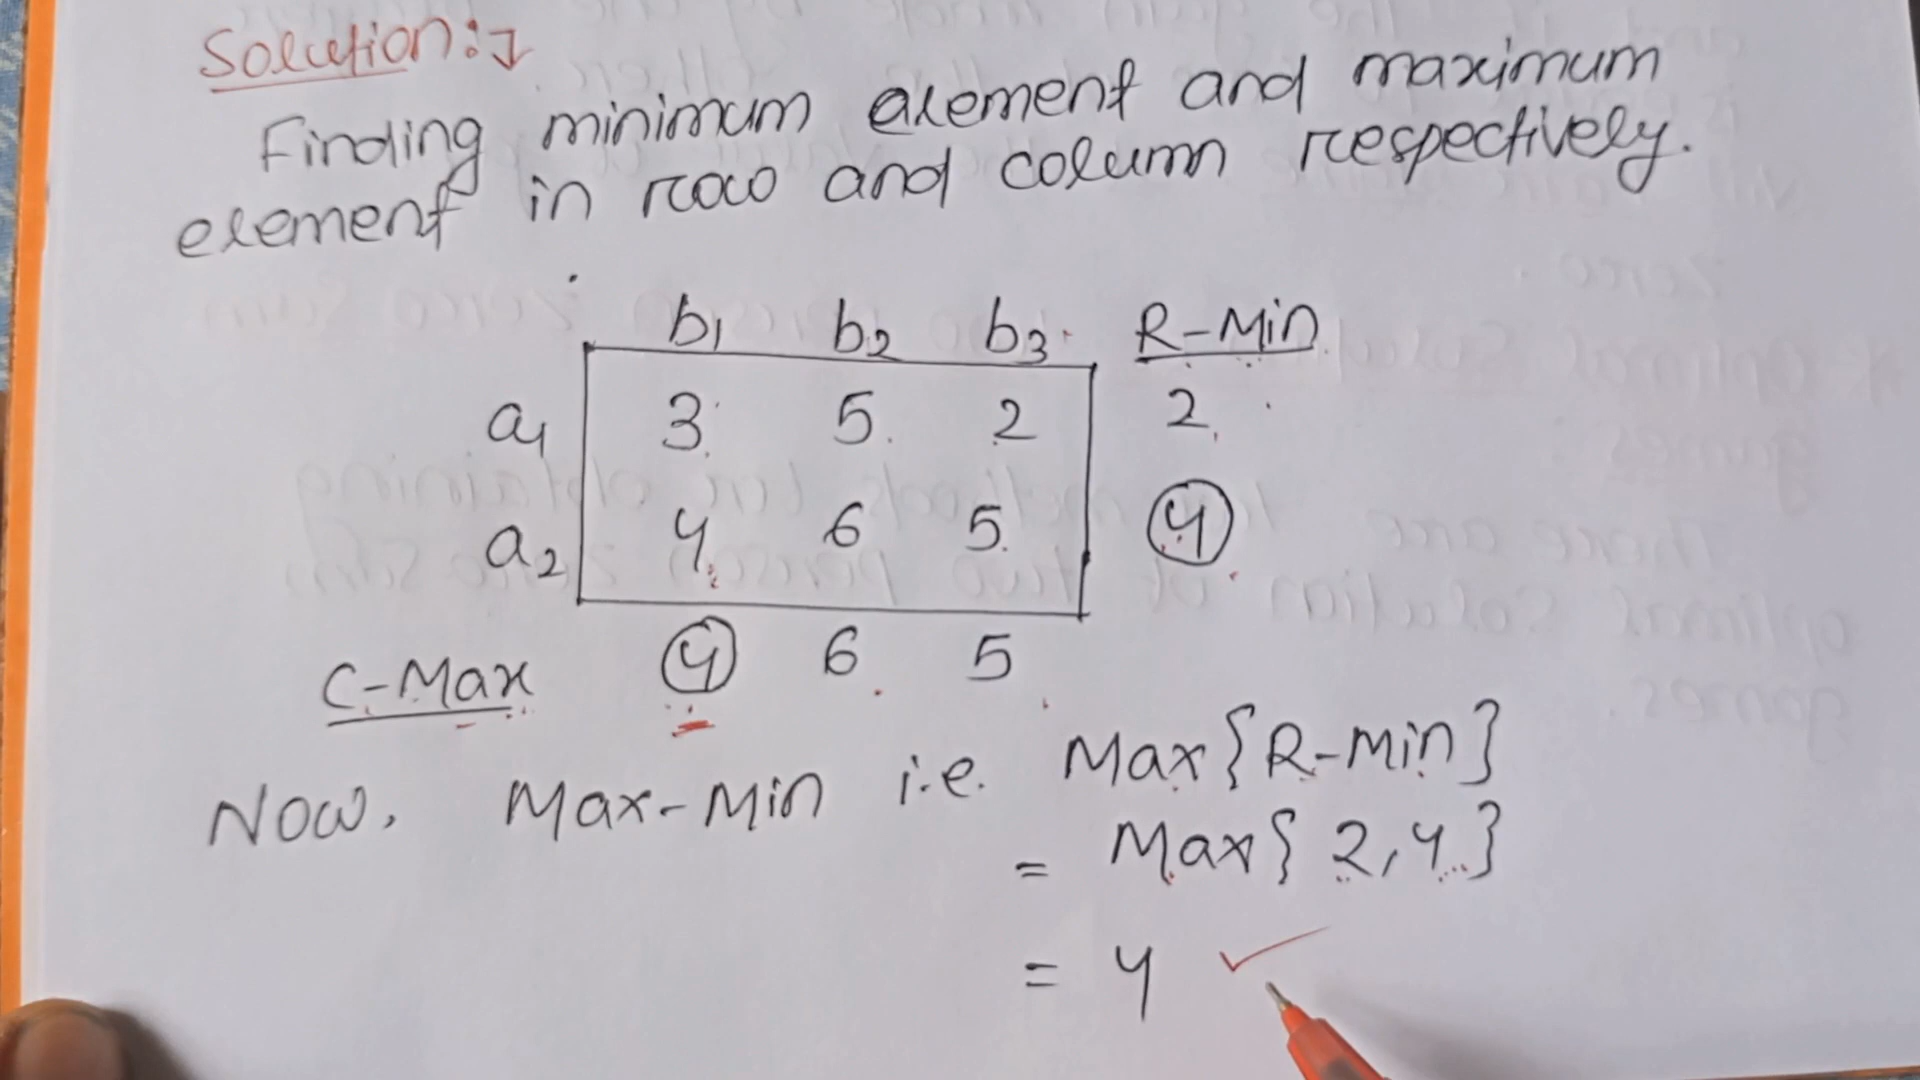 Solution:-
Finding minimum element and maximum
element in row and column respectively.
b1 b2 b3 R-Min
a1 3 5 2 2
a2 4 6 5 4
C-Max 4 6 5
Now, Max-Min i.e. Max{R-Min}
= Max{2,4}
= 4 ✓